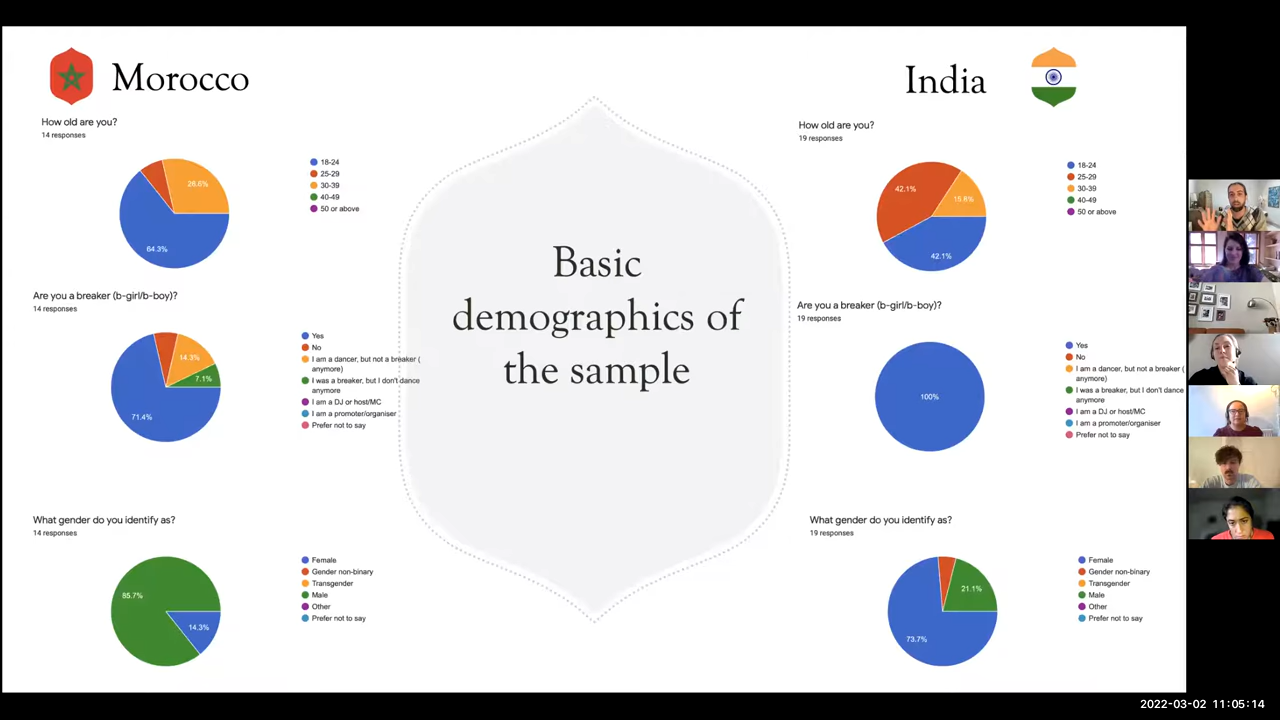 Morocco
How old are you?
14 responses
18-24
25-29
30-39
40-49
50 or above
28.6%
64.3%
Are you a breaker (b-girl/b-boy)?
14 responses
Yes
No
I am a dancer, but not a breaker (
anymore)
I was a breaker, but I don't dance
anymore
I am a DJ or host/MC
I am a promoter/organiser
Prefer not to say
14.3%
7.1%
71.4%
What gender do you identify as?
14 responses
Female
Gender non-binary
Transgender
Male
Other
Prefer not to say
85.7%
14.3%
Basic
demographics of
the sample
India
How old are you?
19 responses
18-24
25-29
30-39
40-49
50 or above
42.1%
15.8%
42.1%
Are you a breaker (b-girl/b-boy)?
19 responses
Yes
No
I am a dancer, but not a breaker (
anymore)
I was a breaker, but I don't dance
anymore
I am a DJ or host/MC
I am a promoter/organiser
Prefer not to say
100%
What gender do you identify as?
19 responses
Female
Gender non-binary
Transgender
Male
Other
Prefer not to say
21.1%
73.7%
2022-03-02 11:05:14